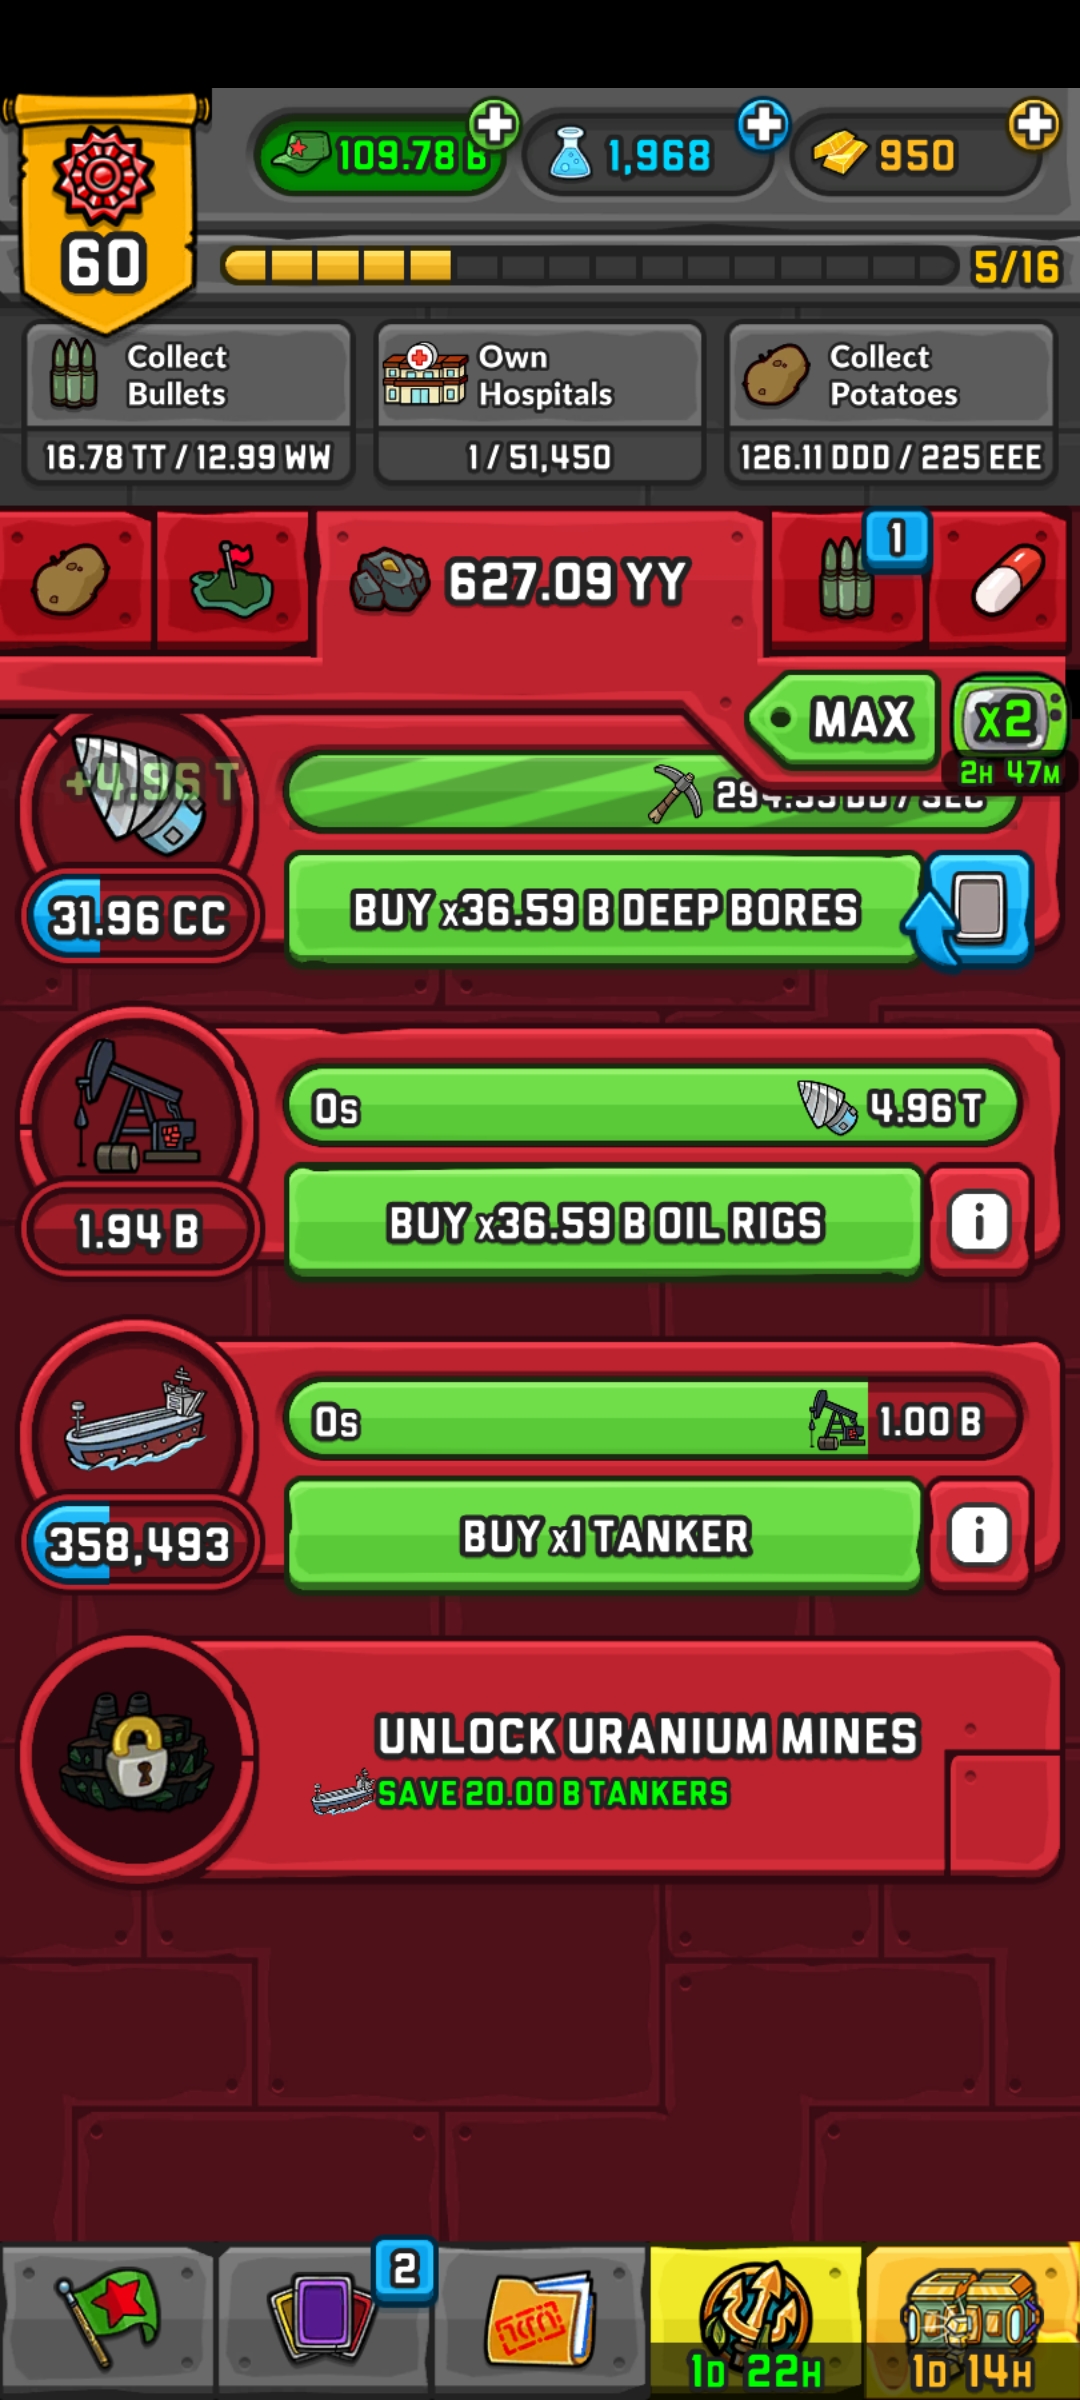 60
109.78 B
1,968
950
5/16
Collect
Bullets
16.78 TT / 12.99 WW
Own
Hospitals
1 / 51,450
Collect
Potatoes
126.11 DDD / 225 EEE
627.09 YY
1
MAX
x2
2H 47M
+4.96 T
31.96 CC
BUY x36.59 B DEEP BORES
0s
4.96 T
1.94 B
BUY x36.59 B OIL RIGS
i
0s
1.00 B
358,493
BUY x1 TANKER
i
UNLOCK URANIUM MINES
SAVE 20.00 B TANKERS
2
1D 22H
1D 14H